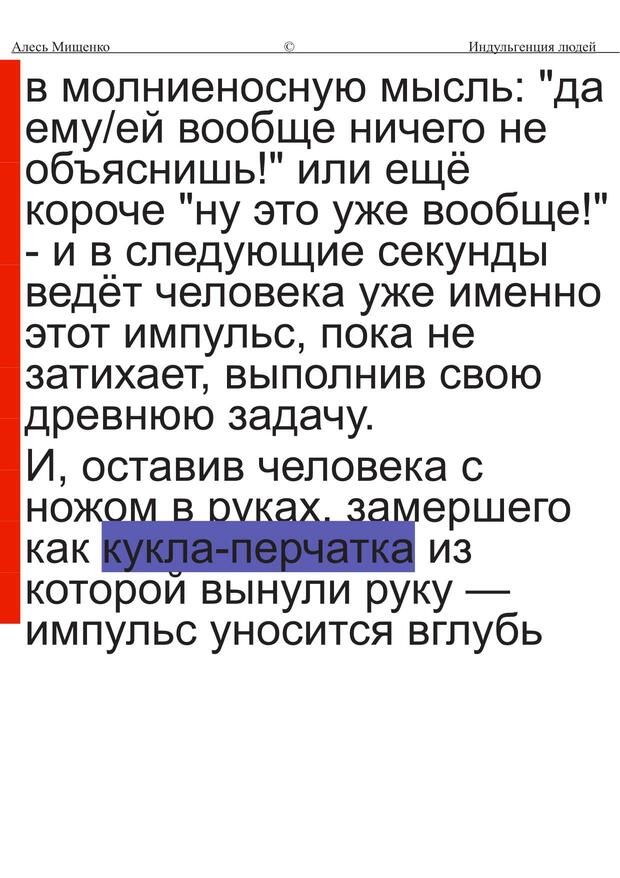 Алесь Мищенко © Индульгенция людей
в молниеносную мысль: "да
ему/ей вообще ничего не
объяснишь!" или ещё
короче "ну это уже вообще!"
- и в следующие секунды
ведёт человека уже именно
этот импульс, пока не
затихает, выполнив свою
древнюю задачу.
И, оставив человека с
ножом в руках, замершего
как кукла-перчатка из
которой вынули руку —
импульс уносится вглубь